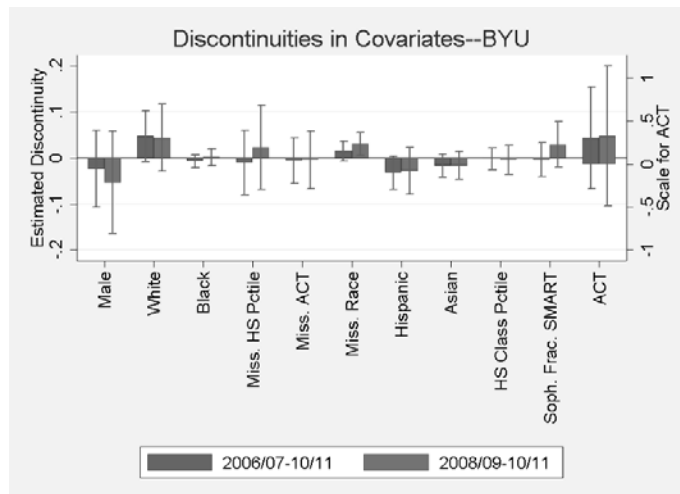 Discontinuities in Covariates--BYU
Estimated Discontinuity
.2
.1
0
-.1
-.2
Scale for ACT
1
.5
0
-.5
-1
Male
White
Black
Miss. HS Pctile
Miss. ACT
Miss. Race
Hispanic
Asian
HS Class Pctile
Soph. Frac. SMART
ACT
2006/07-10/11
2008/09-10/11